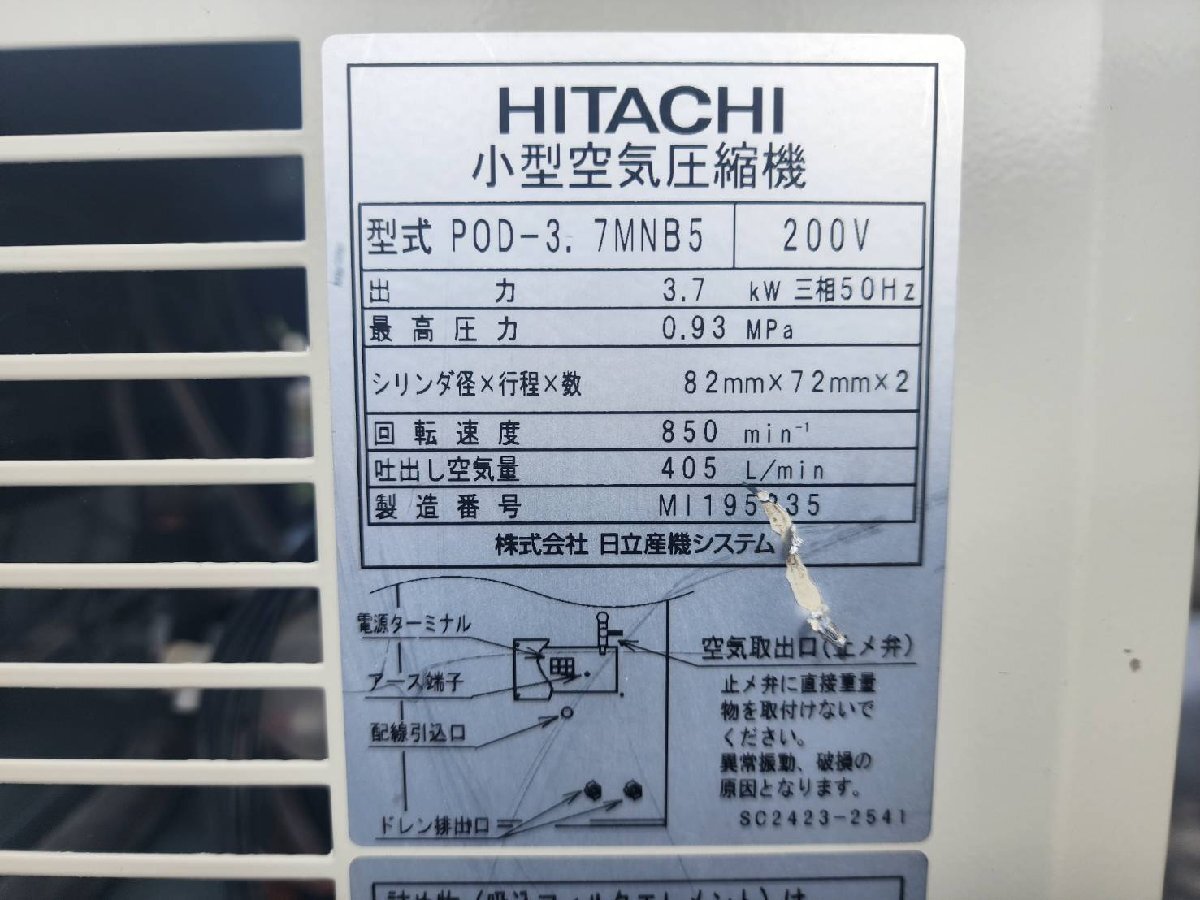 HITACHI
小型空気圧縮機
型式 POD-3.7MNB5 200V
出力 3.7 kW 三相50Hz
最高圧力 0.93 MPa
シリンダ径×行程×数 82mm×72mm×2
回転速度 850 min⁻¹
吐出し空気量 405 L/min
製造番号
株式会社 日立産機システム
電源ターミナル
アース端子
配線引込口
ドレン排出口
空気取出口(止メ弁)
止メ弁に直接重量
物を取付けないで
ください。
異常振動、破損の
原因となります。
SC2423-2541